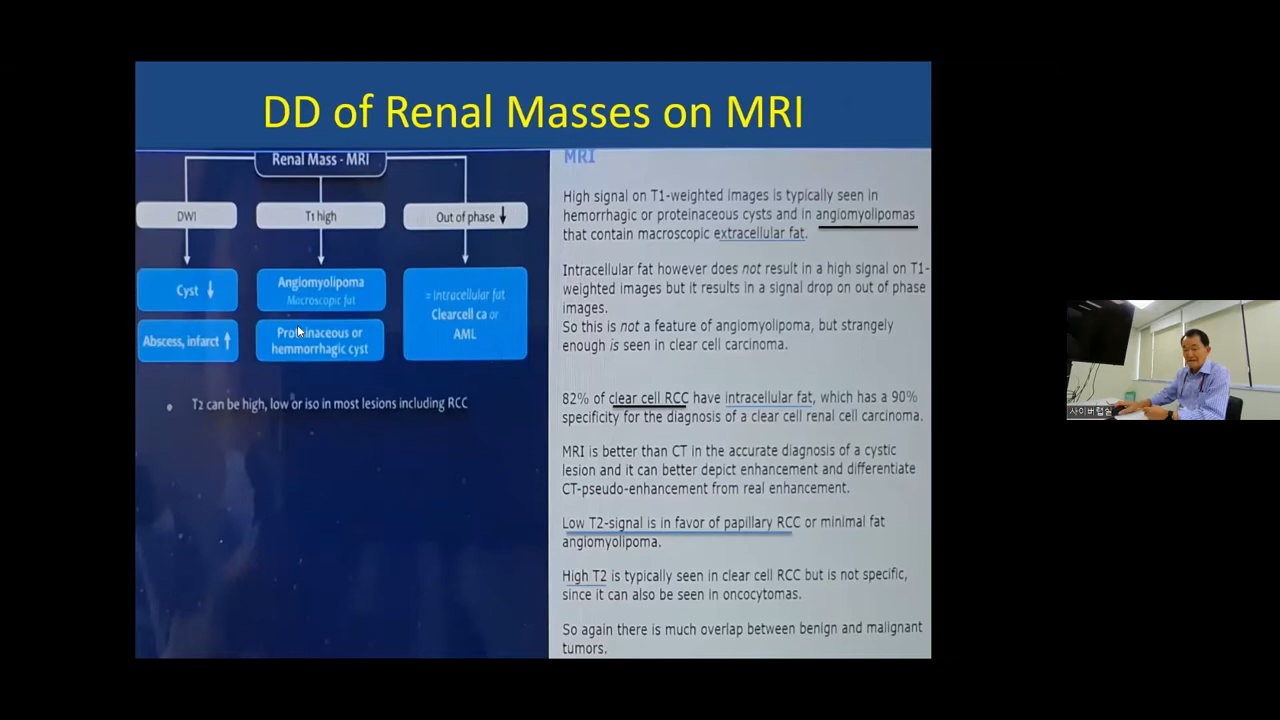 DD of Renal Masses on MRI
Renal Mass - MRI
DWI
T1 high
Out of phase ↓
Cyst ↓
Abscess, infarct ↑
Angiomyolipoma
Macroscopic fat
Proteinaceous or
hemmorrhagic cyst
= Intracellular fat
Clearcell ca or
AML
• T2 can be high, low or iso in most lesions including RCC
MRI
High signal on T1-weighted images is typically seen in
hemorrhagic or proteinaceous cysts and in angiomyolipomas
that contain macroscopic extracellular fat.
Intracellular fat however does not result in a high signal on T1-
weighted images but it results in a signal drop on out of phase
images.
So this is not a feature of angiomyolipoma, but strangely
enough is seen in clear cell carcinoma.
82% of clear cell RCC have intracellular fat, which has a 90%
specificity for the diagnosis of a clear cell renal cell carcinoma.
MRI is better than CT in the accurate diagnosis of a cystic
lesion and it can better depict enhancement and differentiate
CT-pseudo-enhancement from real enhancement.
Low T2-signal is in favor of papillary RCC or minimal fat
angiomyolipoma.
High T2 is typically seen in clear cell RCC but is not specific,
since it can also be seen in oncocytomas.
So again there is much overlap between benign and malignant
tumors.
사이버렙실